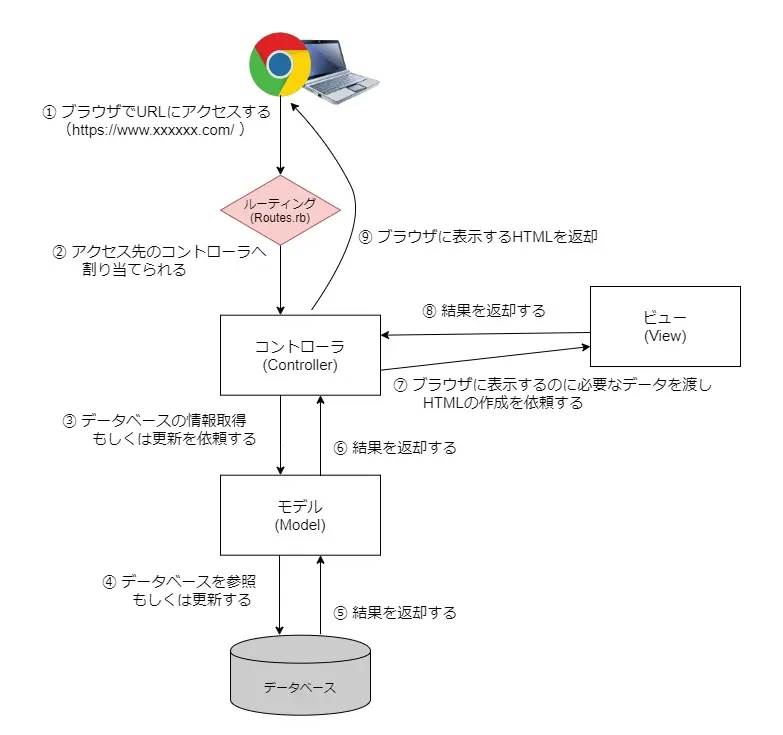 ① ブラウザでURLにアクセスする
（https://www.xxxxxx.com/ ）
ルーティング
(Routes.rb)
② アクセス先のコントローラへ
割り当てられる
⑨ ブラウザに表示するHTMLを返却
コントローラ
(Controller)
⑧ 結果を返却する
ビュー
(View)
⑦ ブラウザに表示するのに必要なデータを渡し
HTMLの作成を依頼する
③ データベースの情報取得
もしくは更新を依頼する
⑥ 結果を返却する
モデル
(Model)
④ データベースを参照
もしくは更新する
⑤ 結果を返却する
データベース